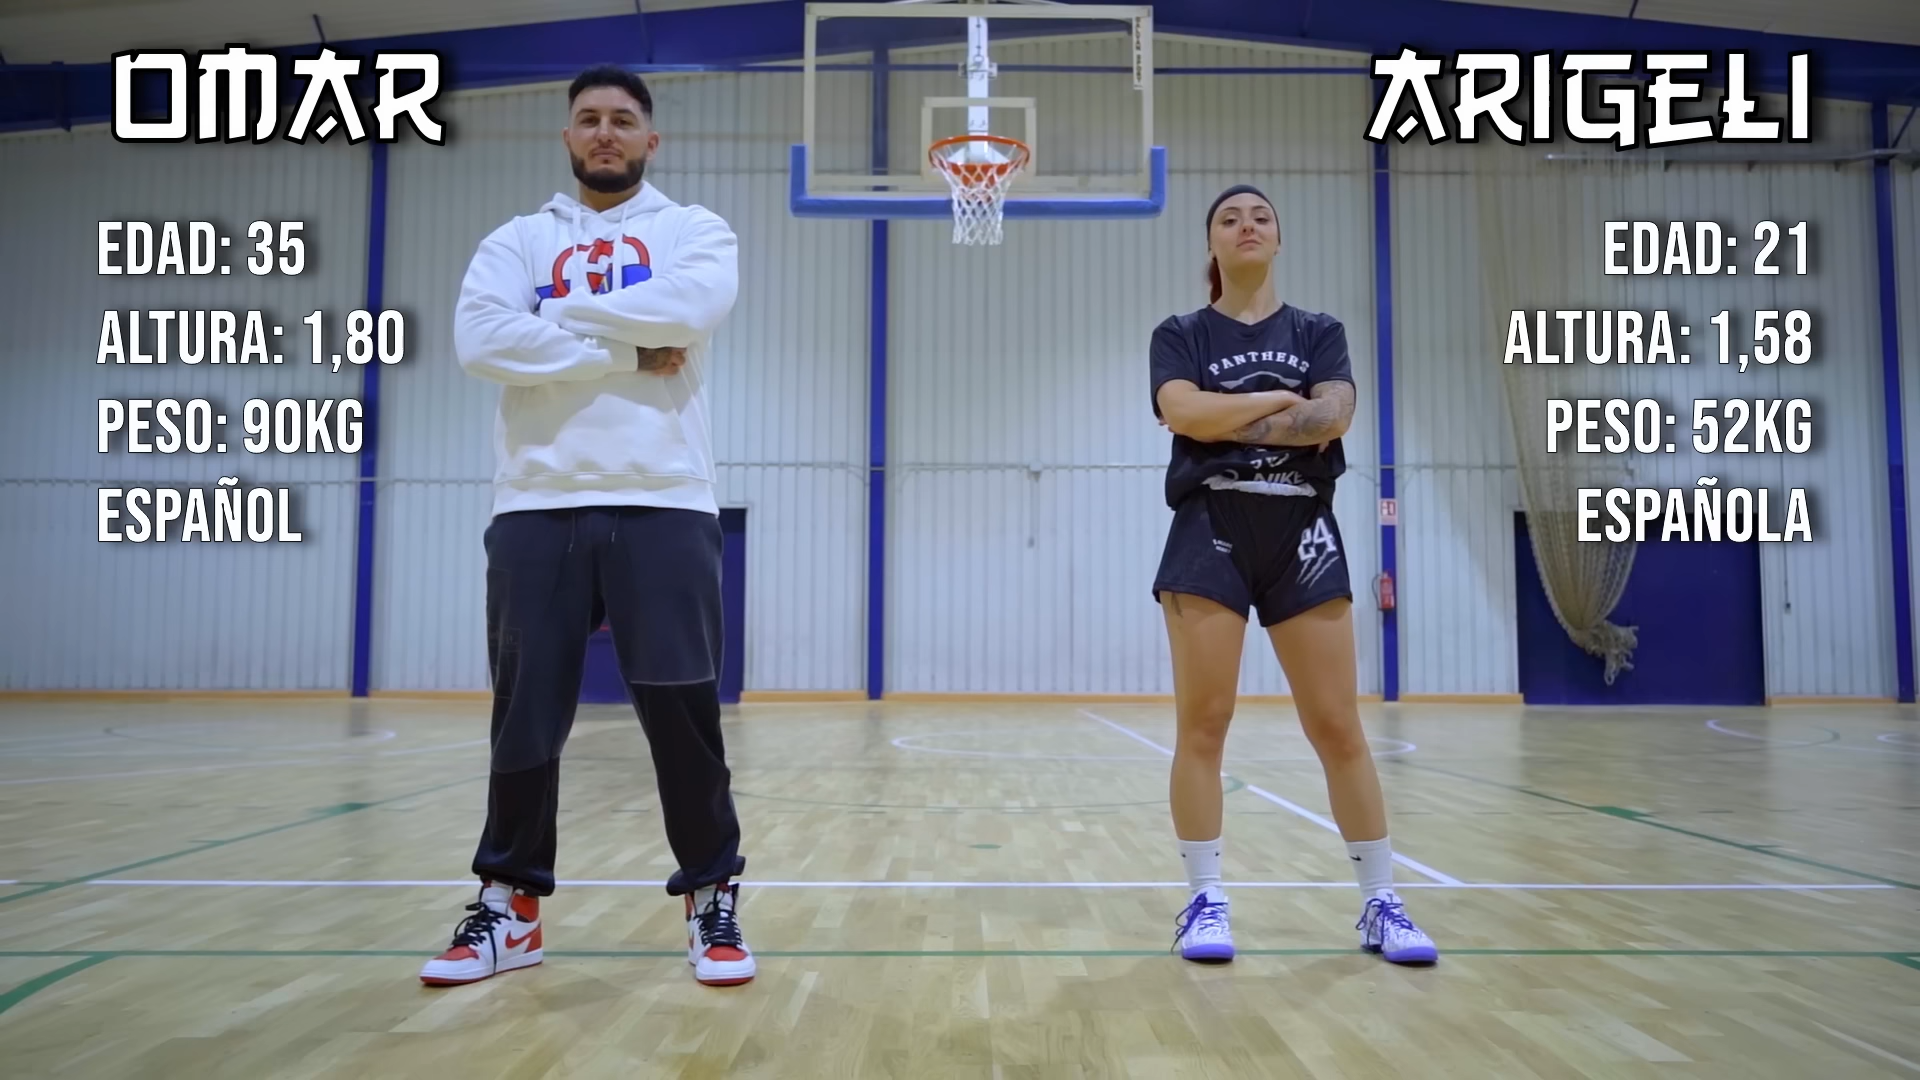 OMAR
EDAD: 35
ALTURA: 1,80
PESO: 90KG
ESPAÑOL
ARIGELI
EDAD: 21
ALTURA: 1,58
PESO: 52KG
ESPAÑOLA
PANTHERS
NIKE
24